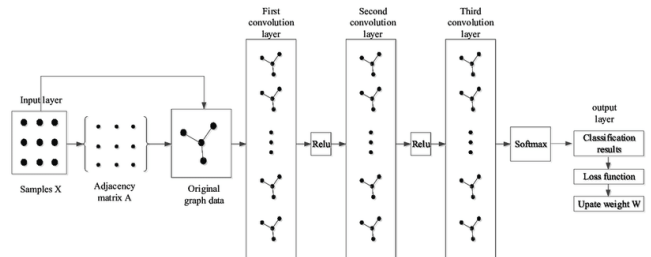 First
convolution
layer
Second
convolution
layer
Third
convolution
layer
Input layer
Samples X
Adjacency
matrix A
Original
graph data
Relu
Relu
Softmax
output
layer
Classification
results
Loss function
Upate weight W